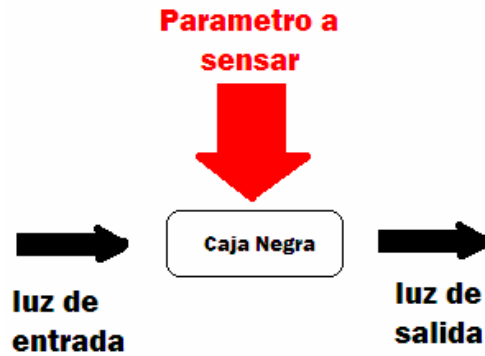 Parametro a
sensar
Caja Negra
luz de
entrada
luz de
salida